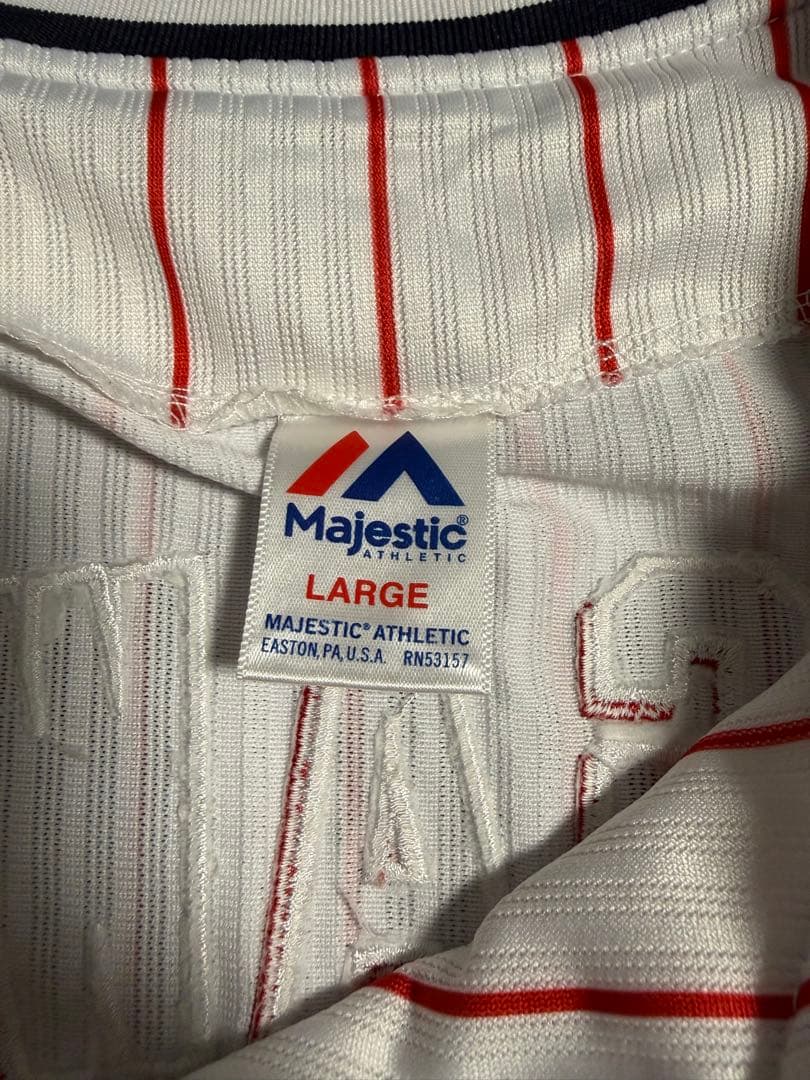 Majestic®
ATHLETIC
LARGE
MAJESTIC® ATHLETIC
EASTON, PA, U.S.A. RN53157